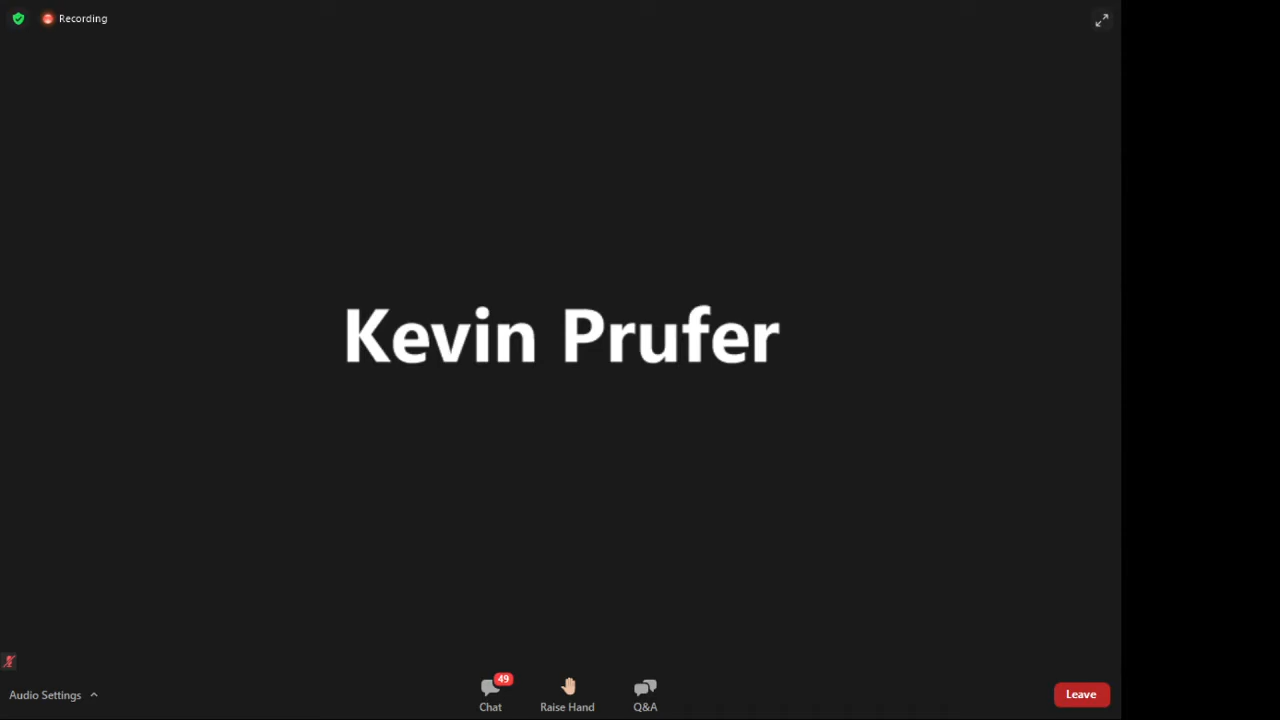 Recording
Kevin Prufer
Audio Settings
49
Chat
Raise Hand
Q&A
Leave